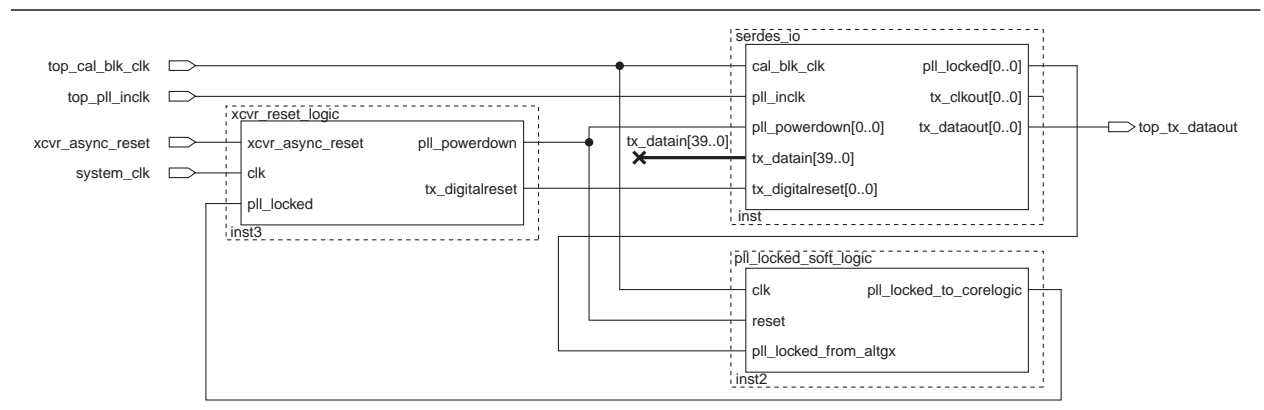 serdes_io
top_cal_blk_clk
cal_blk_clk
pll_locked[0..0]
top_pll_inclk
pll_inclk
tx_clkout[0..0]
xcvr_reset_logic
pll_powerdown[0..0]
tx_dataout[0..0]
top_tx_dataout
xcvr_async_reset
xcvr_async_reset
pll_powerdown
tx_datain[39..0]
tx_datain[39..0]
system_clk
clk
tx_digitalreset
tx_digitalreset[0..0]
pll_locked
inst
inst3
pll_locked_soft_logic
clk
pll_locked_to_corelogic
reset
pll_locked_from_altgx
inst2